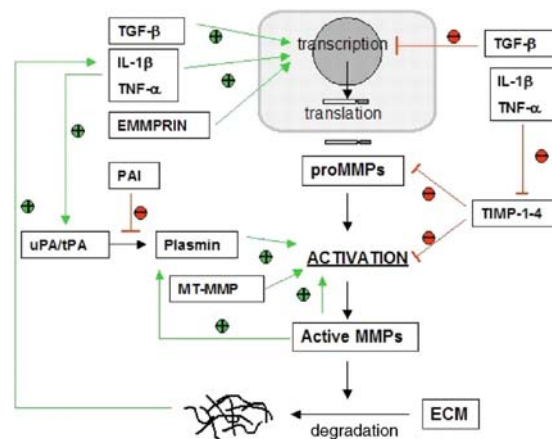 TGF-β
IL-1β
TNF-α
EMMPRIN
PAI
uPA/tPA
Plasmin
MT-MMP
transcription
translation
proMMPs
ACTIVATION
Active MMPs
degradation
ECM
TGF-β
IL-1β
TNF-α
TIMP-1-4